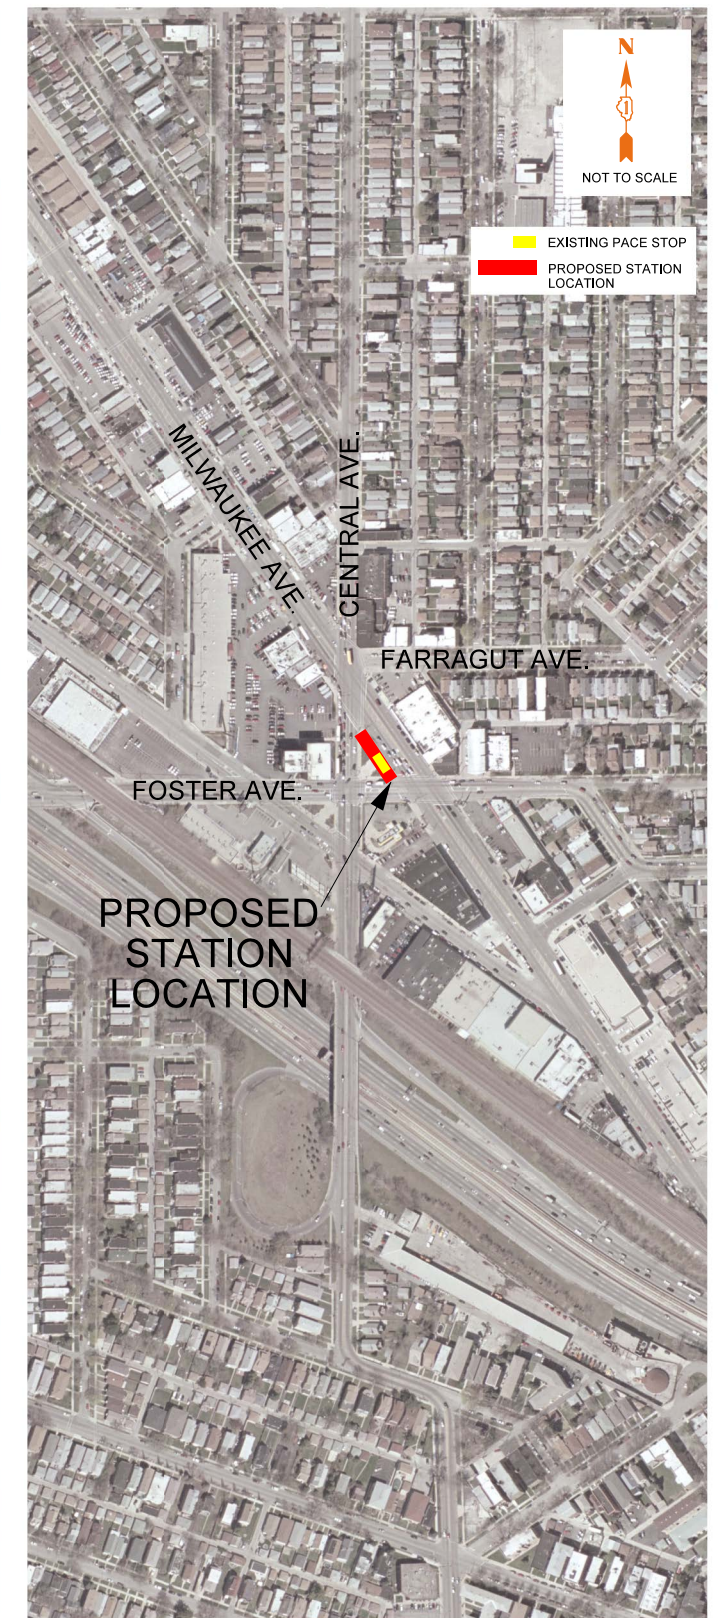 N
1
NOT TO SCALE
EXISTING PACE STOP
PROPOSED STATION
LOCATION
MILWAUKEE AVE.
CENTRAL AVE.
FARRAGUT AVE.
FOSTER AVE.
PROPOSED
STATION
LOCATION